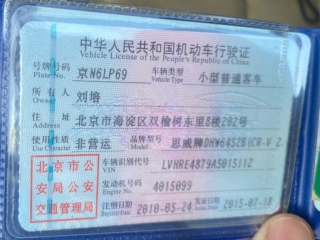 中华人民共和国机动车行驶证
Vehicle License of the People's Republic of China
号牌号码 京N6LP69 车辆类型 小型普通客车
Plate No. Vehicle Type
所有人 刘培
Owner
住址 北京市海淀区双榆树东里8楼202号
Address
使用性质 非营运 品牌型号 思威牌DHW6452B(CR-V 2.
Use Character Model
北京市公安局公安交通管理局
车辆识别代号 LVHRE4879A5015112
VIN
发动机号码 4015099
Engine No.
注册日期 2010-05-24 发证日期 2015-07-18
Register Date Issue Date